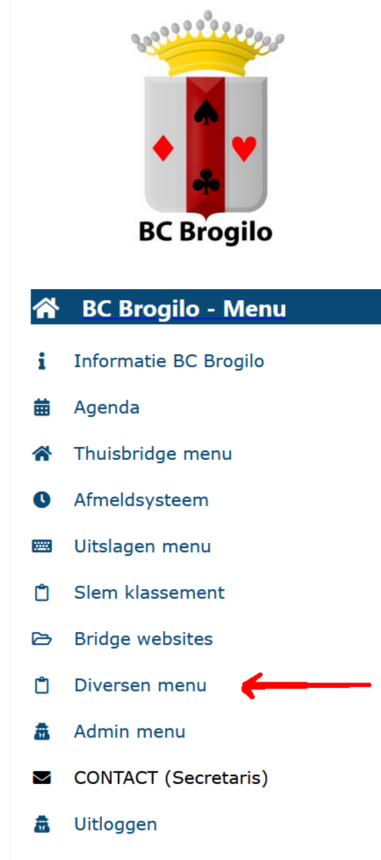 BC Brogilo
BC Brogilo - Menu
Informatie BC Brogilo
Agenda
Thuisbridge menu
Afmeldsysteem
Uitslagen menu
Slem klassement
Bridge websites
Diversen menu
Admin menu
CONTACT (Secretaris)
Uitloggen